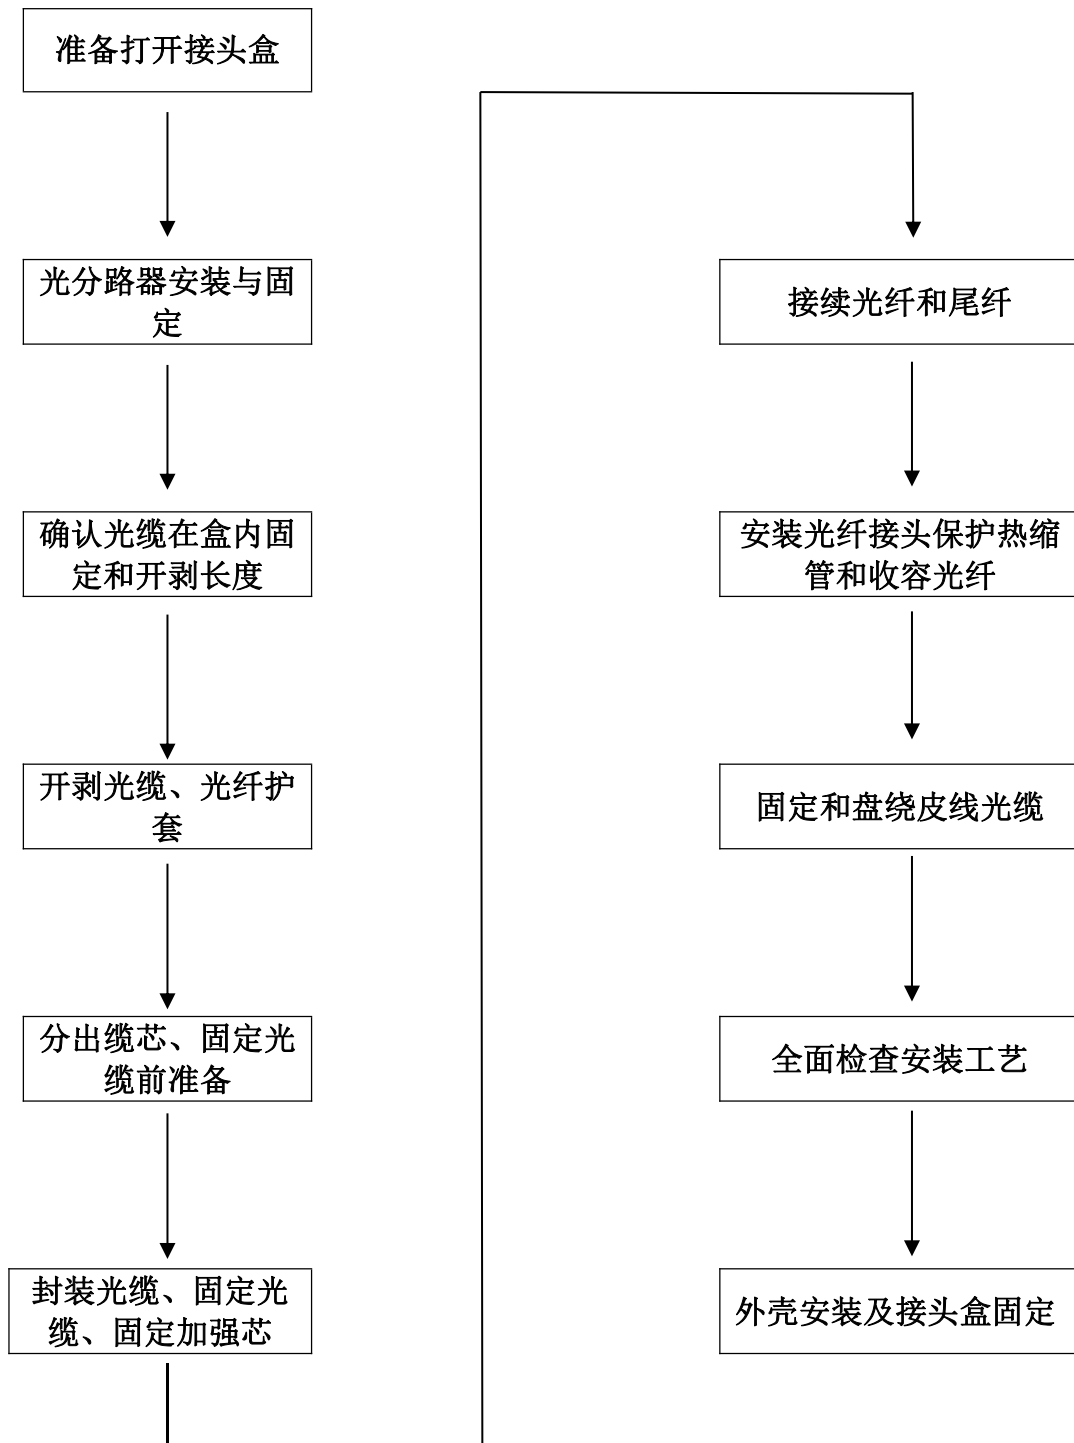 准备打开接头盒
光分路器安装与固
定
确认光缆在盒内固
定和开剥长度
开剥光缆、光纤护
套
分出缆芯、固定光
缆前准备
封装光缆、固定光
缆、固定加强芯
接续光纤和尾纤
安装光纤接头保护热缩
管和收容光纤
固定和盘绕皮线光缆
全面检查安装工艺
外壳安装及接头盒固定